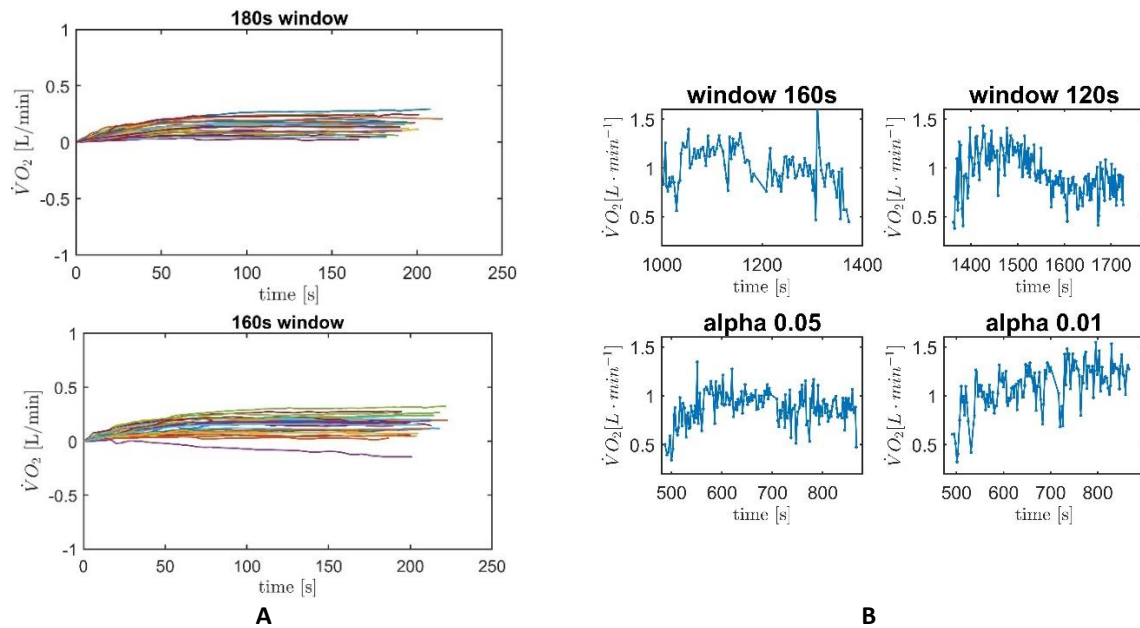 180s window
1
0.5
0
-0.5
-1
V̇O₂ [L/min]
0 50 100 150 200 250
time [s]
160s window
1
0.5
0
-0.5
-1
V̇O₂ [L/min]
0 50 100 150 200 250
time [s]
A
window 160s
1.5
1
0.5
V̇O₂[L · min⁻¹]
1000 1200 1400
time [s]
window 120s
1.5
1
0.5
V̇O₂[L · min⁻¹]
1400 1500 1600 1700
time [s]
alpha 0.05
1.5
1
0.5
V̇O₂[L · min⁻¹]
500 600 700 800
time [s]
alpha 0.01
1.5
1
0.5
V̇O₂[L · min⁻¹]
500 600 700 800
time [s]
B